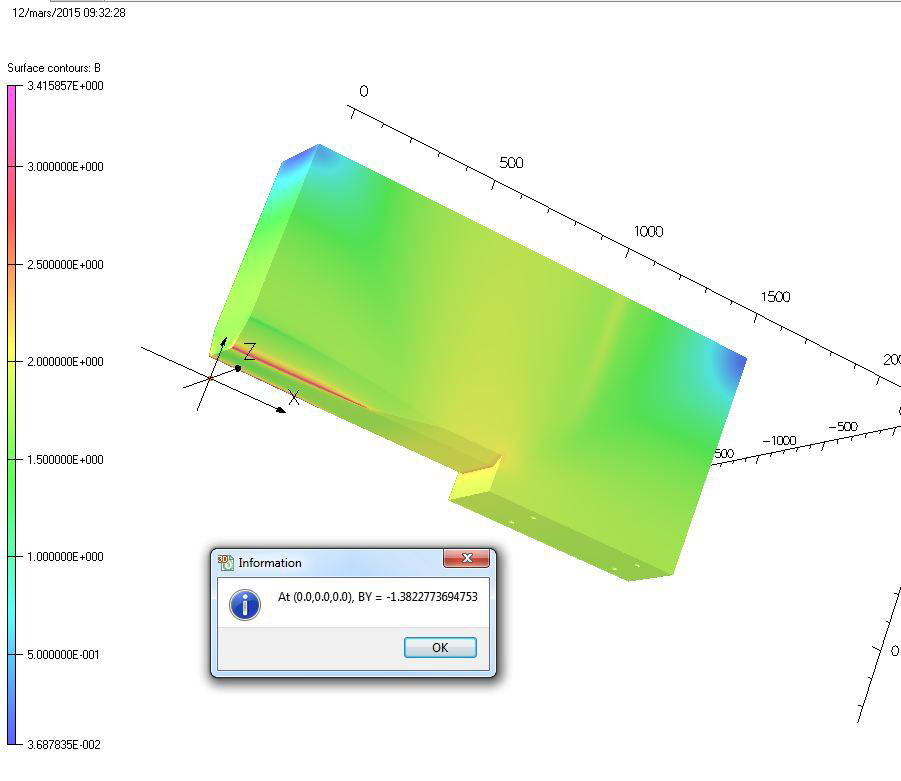 12/mars/2015 09:32:28
Surface contours: B
3.415857E+000
3.000000E+000
2.500000E+000
2.000000E+000
1.500000E+000
1.000000E+000
5.000000E-001
3.687835E-002
0
500
1000
1500
Z
X
-500
-1000
0
Information
At (0.0,0.0,0.0), BY = -1.3822773694753
OK